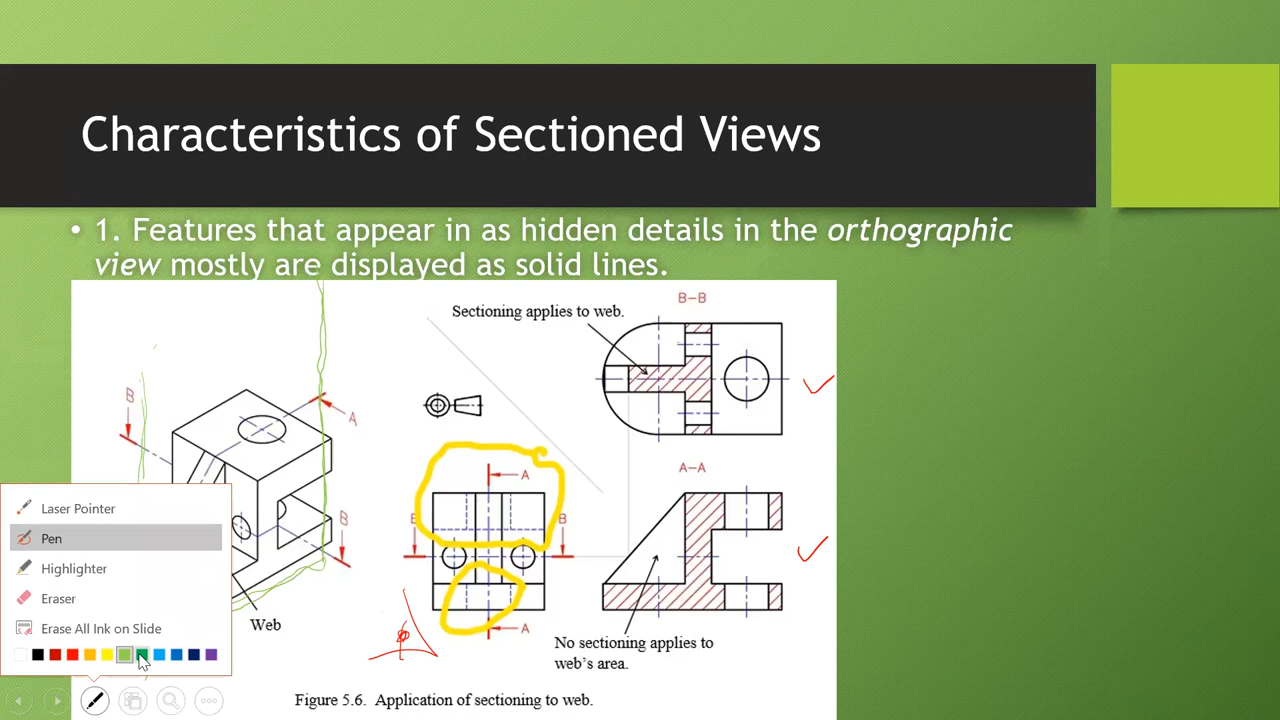 Characteristics of Sectioned Views
• 1. Features that appear in as hidden details in the orthographic
view mostly are displayed as solid lines.
Sectioning applies to web.
B–B
B
A
A–A
A
B
B
B
A
Web
No sectioning applies to
web's area.
Figure 5.6. Application of sectioning to web.
Laser Pointer
Pen
Highlighter
Eraser
Erase All Ink on Slide